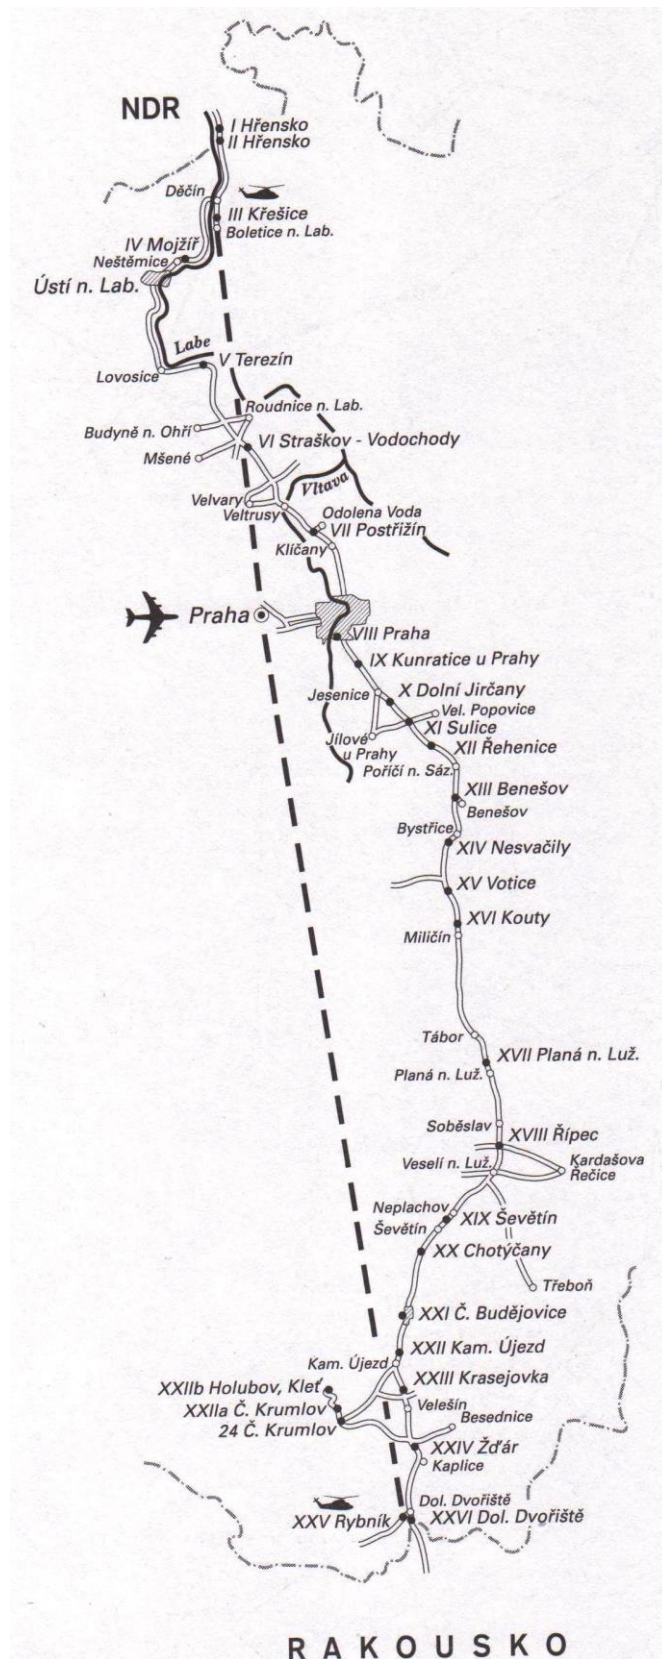 NDR
I Hřensko
II Hřensko
Děčín
III Křešice
Boletice n. Lab.
IV Mojžíř
Neštěmice
Ústí n. Lab.
Labe
V Terezín
Lovosice
Roudnice n. Lab.
Budyně n. Ohří
VI Straškov - Vodochody
Mšené
Vltava
Velvary
Veltrusy
Odolena Voda
VII Postřižín
Klíčany
Praha
VIII Praha
IX Kunratice u Prahy
Jesenice
X Dolní Jirčany
Vel. Popovice
XI Sulice
Jílové
u Prahy
XII Řehenice
Poříčí n. Sáz.
XIII Benešov
Benešov
Bystřice
XIV Nesvačily
XV Votice
XVI Kouty
Miličín
Tábor
XVII Planá n. Luž.
Planá n. Luž.
Soběslav
XVIII Řípec
Veselí n. Luž.
Kardašova
Řečice
Neplachov
Ševětín
XIX Ševětín
XX Chotýčany
Třeboň
XXI Č. Budějovice
XXII Kam. Újezd
Kam. Újezd
XXIII Krasejovka
XXIIb Holubov, Kleť
XXIIa Č. Krumlov
24 Č. Krumlov
Velešín
Besednice
XXIV Žďár
Kaplice
Dol. Dvořiště
XXV Rybník
XXVI Dol. Dvořiště
RAKOUSKO